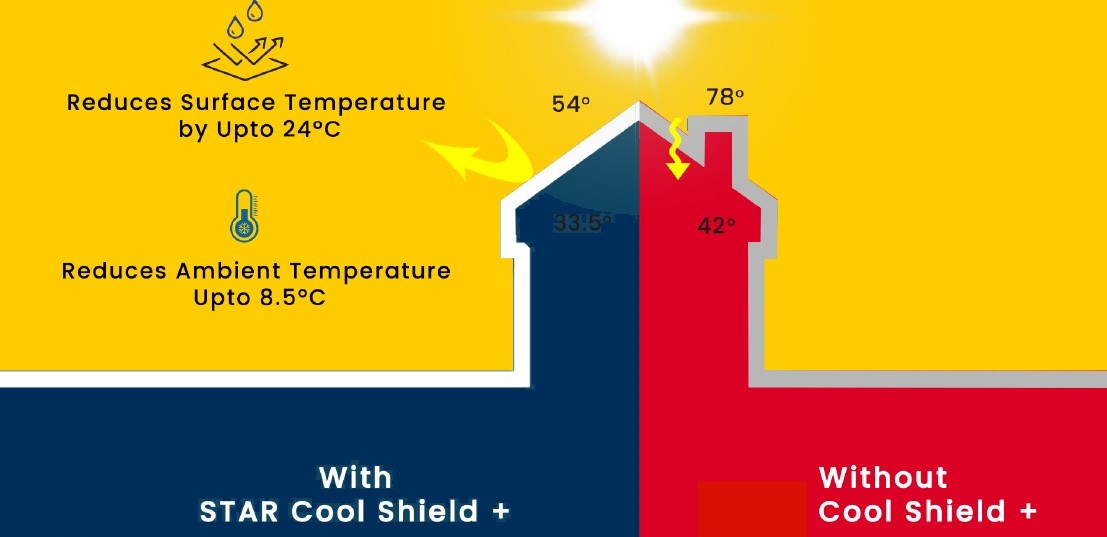 Reduces Surface Temperature
by Upto 24°C
54°
78°
33.5°
42°
Reduces Ambient Temperature
Upto 8.5°C
With
STAR Cool Shield +
Without
Cool Shield +